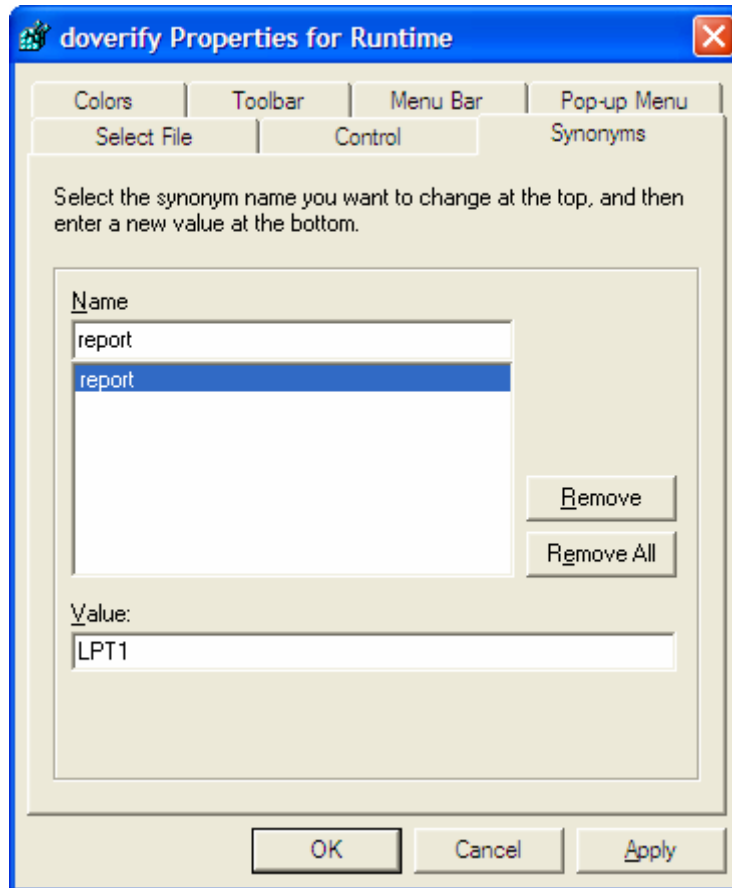 doverify Properties for Runtime
Colors Toolbar Menu Bar Pop-up Menu
Select File Control Synonyms
Select the synonym name you want to change at the top, and then
enter a new value at the bottom.
Name
report
report
Remove
Remove All
Value:
LPT1
OK Cancel Apply